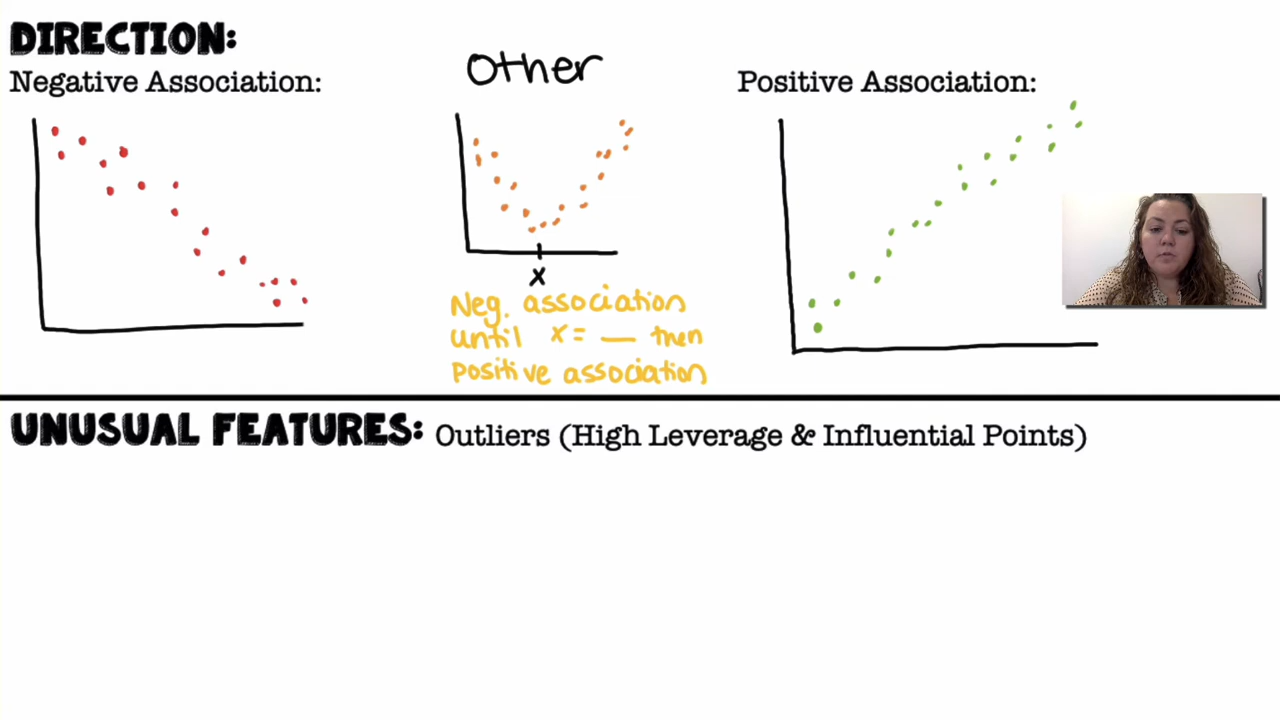 DIRECTION:
Negative Association:
Other
Positive Association:
x
Neg. association
until x = __ then
positive association
UNUSUAL FEATURES: Outliers (High Leverage & Influential Points)